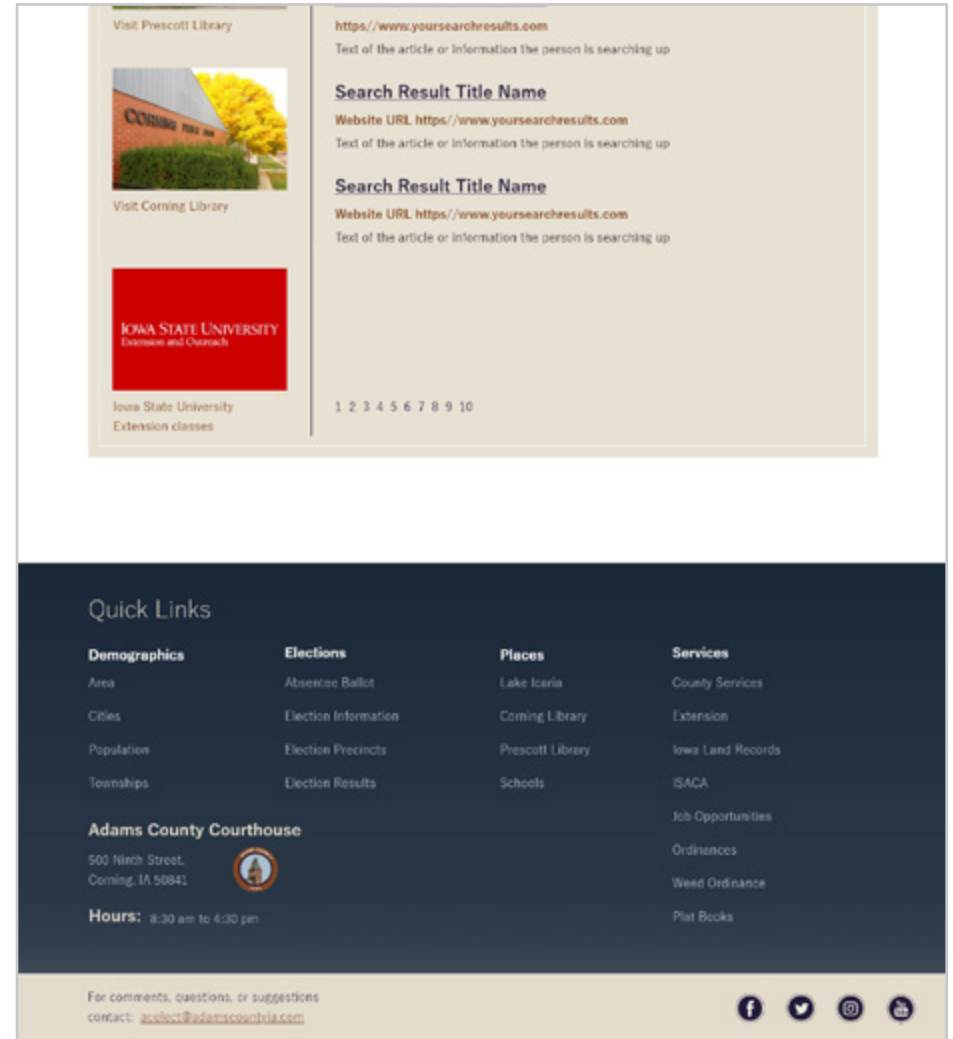 Visit Prescott Library
CORNING
Visit Corning Library
IOWA STATE UNIVERSITY
Extension and Outreach
Iowa State University
Extension classes
https//www.yoursearchresults.com
Text of the article or information the person is searching up
Search Result Title Name
Website URL https//www.yoursearchresults.com
Text of the article or information the person is searching up
Search Result Title Name
Website URL https//www.yoursearchresults.com
Text of the article or information the person is searching up
1 2 3 4 5 6 7 8 9 10
Quick Links
Demographics
Area
Cities
Population
Townships
Elections
Absentee Ballot
Election Information
Election Precincts
Election Results
Places
Lake Icaria
Corning Library
Prescott Library
Schools
Services
County Services
Extension
Iowa Land Records
ISACA
Job Opportunities
Ordinances
Weed Ordinance
Plat Books
Adams County Courthouse
500 Ninth Street,
Corning, IA 50841
Hours: 8:30 am to 4:30 pm
For comments, questions, or suggestions
contact: acelect@adamscountyia.com